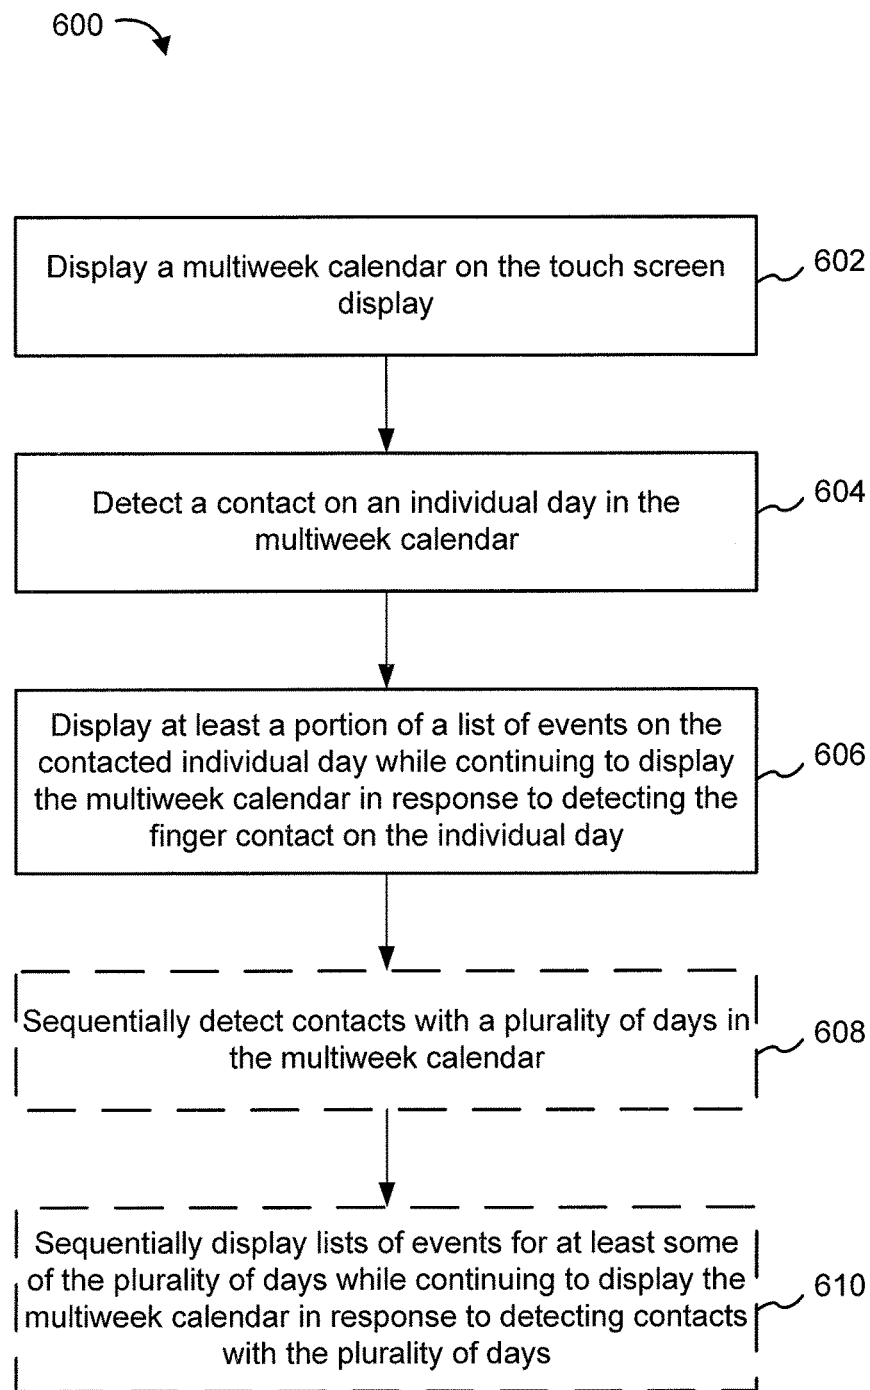 600
Display a multiweek calendar on the touch screen
display
602
Detect a contact on an individual day in the
multiweek calendar
604
Display at least a portion of a list of events on the
contacted individual day while continuing to display
the multiweek calendar in response to detecting the
finger contact on the individual day
606
Sequentially detect contacts with a plurality of days in
the multiweek calendar
608
Sequentially display lists of events for at least some
of the plurality of days while continuing to display the
multiweek calendar in response to detecting contacts
with the plurality of days
610